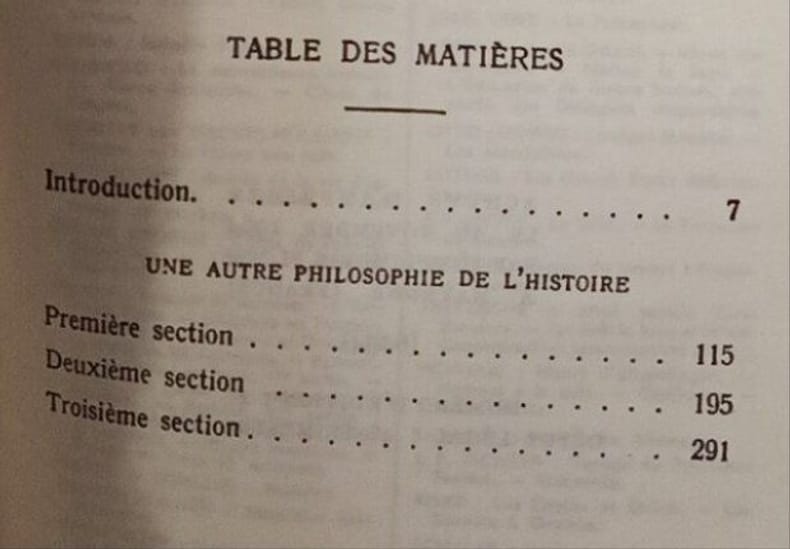 TABLE DES MATIÈRES
Introduction. . . . . . . . . . . . . . . . . . . 7
UNE AUTRE PHILOSOPHIE DE L'HISTOIRE
Première section . . . . . . . . . . . . . . . . 115
Deuxième section . . . . . . . . . . . . . . . 195
Troisième section . . . . . . . . . . . . . . . . 291